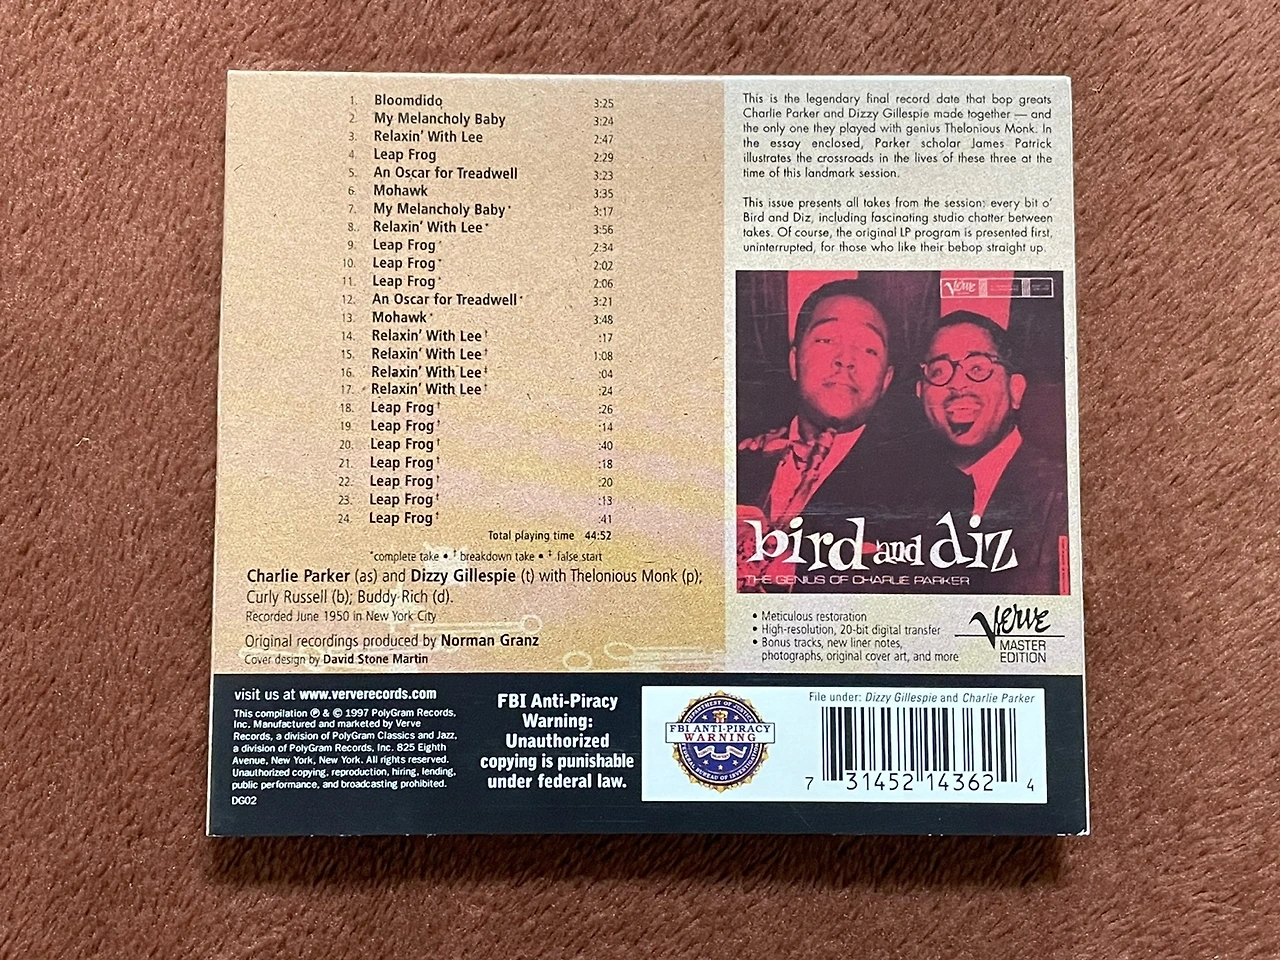 1. Bloomdido 3:25
2. My Melancholy Baby 3:24
3. Relaxin' With Lee 2:47
4 Leap Frog 2:29
5. An Oscar for Treadwell 3:23
6. Mohawk 3:35
7. My Melancholy Baby* 3:17
8. Relaxin' With Lee* 3:56
9. Leap Frog* 2:34
10. Leap Frog* 2:02
11. Leap Frog* 2:06
12. An Oscar for Treadwell* 3:21
13. Mohawk* 3:48
14. Relaxin' With Lee† :17
15. Relaxin' With Lee† 1:08
16. Relaxin' With Lee‡ :04
17. Relaxin' With Lee† :24
18. Leap Frog† :26
19. Leap Frog† :14
20. Leap Frog† :40
21. Leap Frog† :18
22. Leap Frog‡ :20
23. Leap Frog‡ :13
24. Leap Frog† :41
Total playing time 44:52
*complete take • † breakdown take • ‡ false start
Charlie Parker (as) and Dizzy Gillespie (t) with Thelonious Monk (p);
Curly Russell (b); Buddy Rich (d).
Recorded June 1950 in New York City
Original recordings produced by Norman Granz
Cover design by David Stone Martin
This is the legendary final record date that bop greats
Charlie Parker and Dizzy Gillespie made together — and
the only one they played with genius Thelonious Monk. In
the essay enclosed, Parker scholar James Patrick
illustrates the crossroads in the lives of these three at the
time of this landmark session.
This issue presents all takes from the session: every bit o'
Bird and Diz, including fascinating studio chatter between
takes. Of course, the original LP program is presented first,
uninterrupted, for those who like their bebop straight up.
Verve
bird and diz
THE GENIUS OF CHARLIE PARKER
• Meticulous restoration
• High-resolution, 20-bit digital transfer
• Bonus tracks, new liner notes,
photographs, original cover art, and more
Verve
MASTER
EDITION
visit us at www.ververecords.com
This compilation ℗ & © 1997 PolyGram Records,
Inc. Manufactured and marketed by Verve
Records, a division of PolyGram Classics and Jazz,
a division of PolyGram Records, Inc. 825 Eighth
Avenue, New York, New York. All rights reserved.
Unauthorized copying, reproduction, hiring, lending,
public performance, and broadcasting prohibited.
DG02
FBI Anti-Piracy
Warning:
Unauthorized
copying is punishable
under federal law.
DEPARTMENT OF JUSTICE
FBI ANTI-PIRACY
WARNING
FEDERAL BUREAU OF INVESTIGATION
File under: Dizzy Gillespie and Charlie Parker
7 31452 14362 4